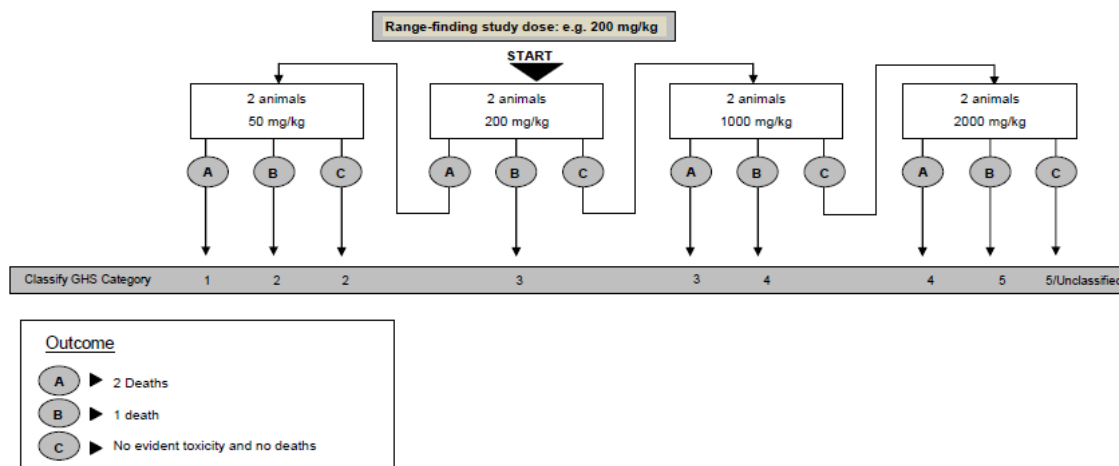 Range-finding study dose: e.g. 200 mg/kg
START
2 animals
50 mg/kg
2 animals
200 mg/kg
2 animals
1000 mg/kg
2 animals
2000 mg/kg
A B C A B C A B C A B C
Classify GHS Category 1 2 2 3 3 4 4 5 5/Unclassified
Outcome
A 2 Deaths
B 1 death
C No evident toxicity and no deaths